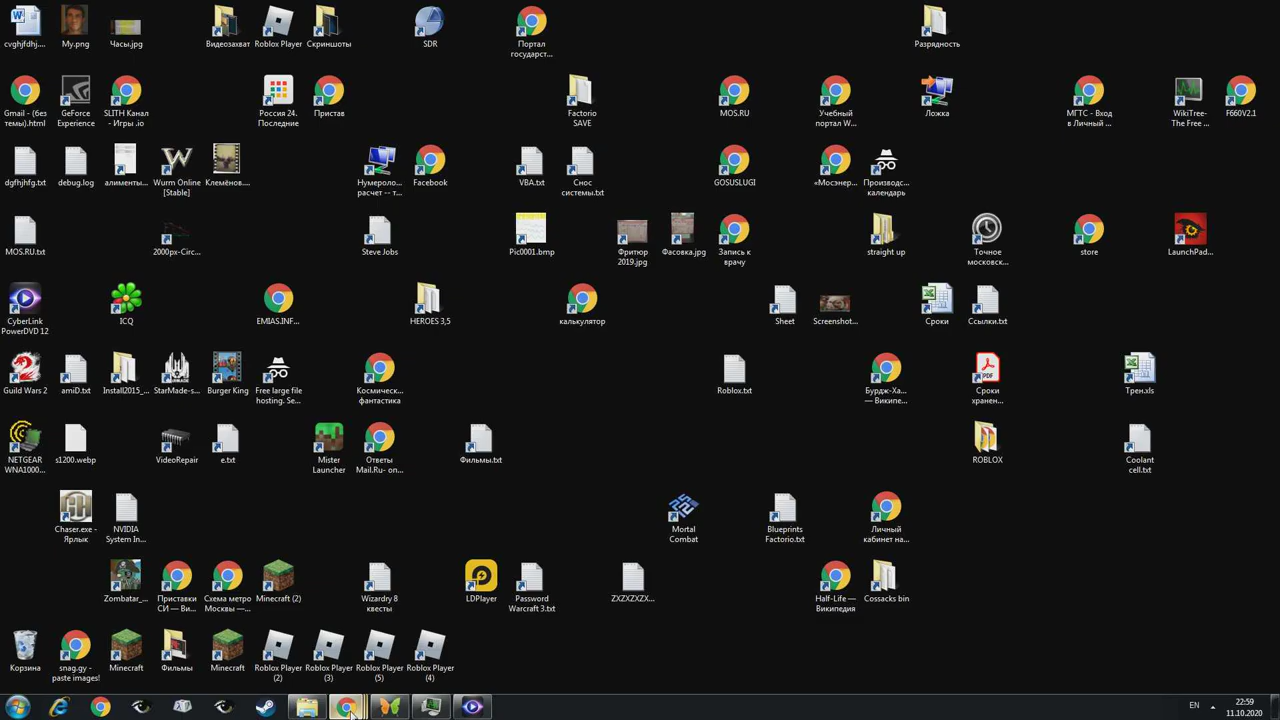 cvghjfdhj....
My.png
Часы.jpg
Видеозахват
Roblox Player
Скриншоты
SDR
Портал
государст...
Разрядность
Gmail - (без
темы).html
GeForce
Experience
SLITH Канал
- Игры .io
Россия 24.
Последние
Пристав
Factorio
SAVE
MOS.RU
Учебный
портал W...
Ложка
МГТС - Вход
в Личный ...
WikiTree-
The Free ...
F660V2.1
dgfhjhfg.txt
debug.log
алименты...
Wurm Online
[Stable]
Клемёнов....
Нумероло...
расчет -- т...
Facebook
VBA.txt
Снос
системы.txt
GOSUSLUGI
«Мосэнер...
Производс...
календарь
MOS.RU.txt
2000px-Circ...
Steve Jobs
Pic0001.bmp
Фритюр
2019.jpg
Фасовка.jpg
Запись к
врачу
straight up
Точное
московск...
store
LaunchPad...
CyberLink
PowerDVD 12
ICQ
EMIAS.INF...
HEROES 3,5
калькулятор
Sheet
Screenshot...
Сроки
Ссылки.txt
Guild Wars 2
amiD.txt
Install2015_...
StarMade-s...
Burger King
Free large file
hosting. Se...
Космическ...
фантастика
Roblox.txt
Бурдж-Ха...
— Википе...
Сроки
хранен...
Трен.xls
NETGEAR
WNA1000...
s1200.webp
VideoRepair
e.txt
Mister
Launcher
Ответы
Mail.Ru- оп...
Фильмы.txt
ROBLOX
Coolant
cell.txt
Chaser.exe -
Ярлык
NVIDIA
System In...
Mortal
Combat
Blueprints
Factorio.txt
Личный
кабинет на...
Zombatar_...
Приставки
СИ — Ви...
Схема метро
Москвы —...
Minecraft (2)
Wizardry 8
квесты
LDPlayer
Password
Warcraft 3.txt
ZXZXZXZX...
Half-Life —
Википедия
Cossacks bin
Корзина
snag.gy -
paste images!
Minecraft
Фильмы
Minecraft
Roblox Player
(2)
Roblox Player
(3)
Roblox Player
(5)
Roblox Player
(4)
EN
22:59
11.10.2020